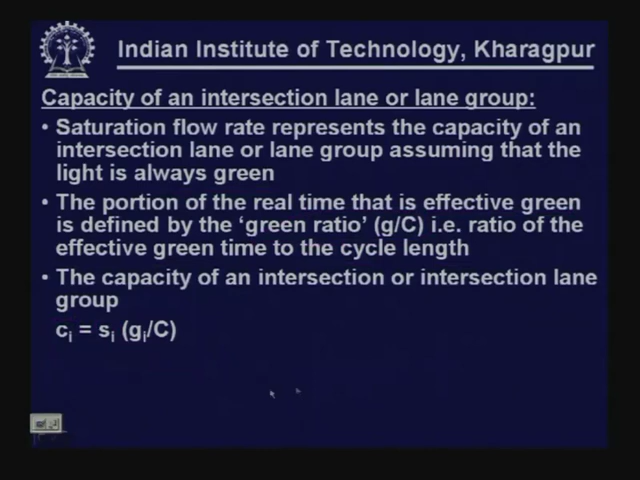 Indian Institute of Technology, Kharagpur
Capacity of an intersection lane or lane group:
• Saturation flow rate represents the capacity of an
intersection lane or lane group assuming that the
light is always green
• The portion of the real time that is effective green
is defined by the 'green ratio' (g/C) i.e. ratio of the
effective green time to the cycle length
• The capacity of an intersection or intersection lane
group
cᵢ = sᵢ (gᵢ/C)